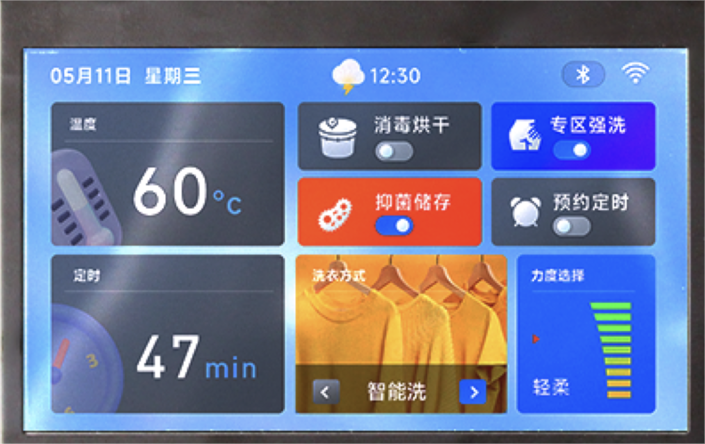 05月11日 星期三
12:30
温度
60°c
消毒烘干
专区强洗
抑菌储存
预约定时
定时
3
6
47min
洗衣方式
智能洗
力度选择
轻柔